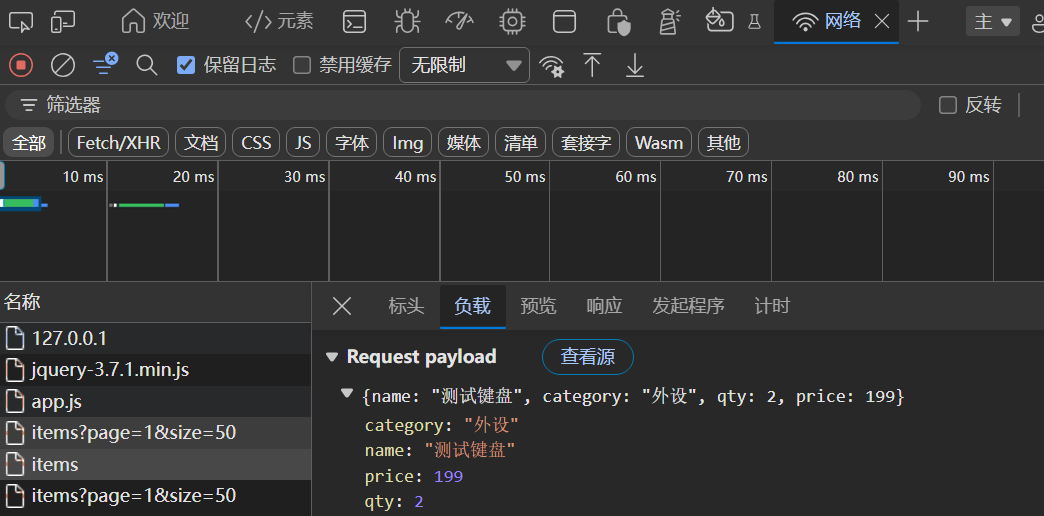 欢迎 元素 网络 主
保留日志 禁用缓存 无限制
筛选器 反转
全部 Fetch/XHR 文档 CSS JS 字体 Img 媒体 清单 套接字 Wasm 其他
10 ms 20 ms 30 ms 40 ms 50 ms 60 ms 70 ms 80 ms 90 ms
名称
127.0.0.1
jquery-3.7.1.min.js
app.js
items?page=1&size=50
items
items?page=1&size=50
标头 负载 预览 响应 发起程序 计时
Request payload 查看源
{name: "测试键盘", category: "外设", qty: 2, price: 199}
category: "外设"
name: "测试键盘"
price: 199
qty: 2